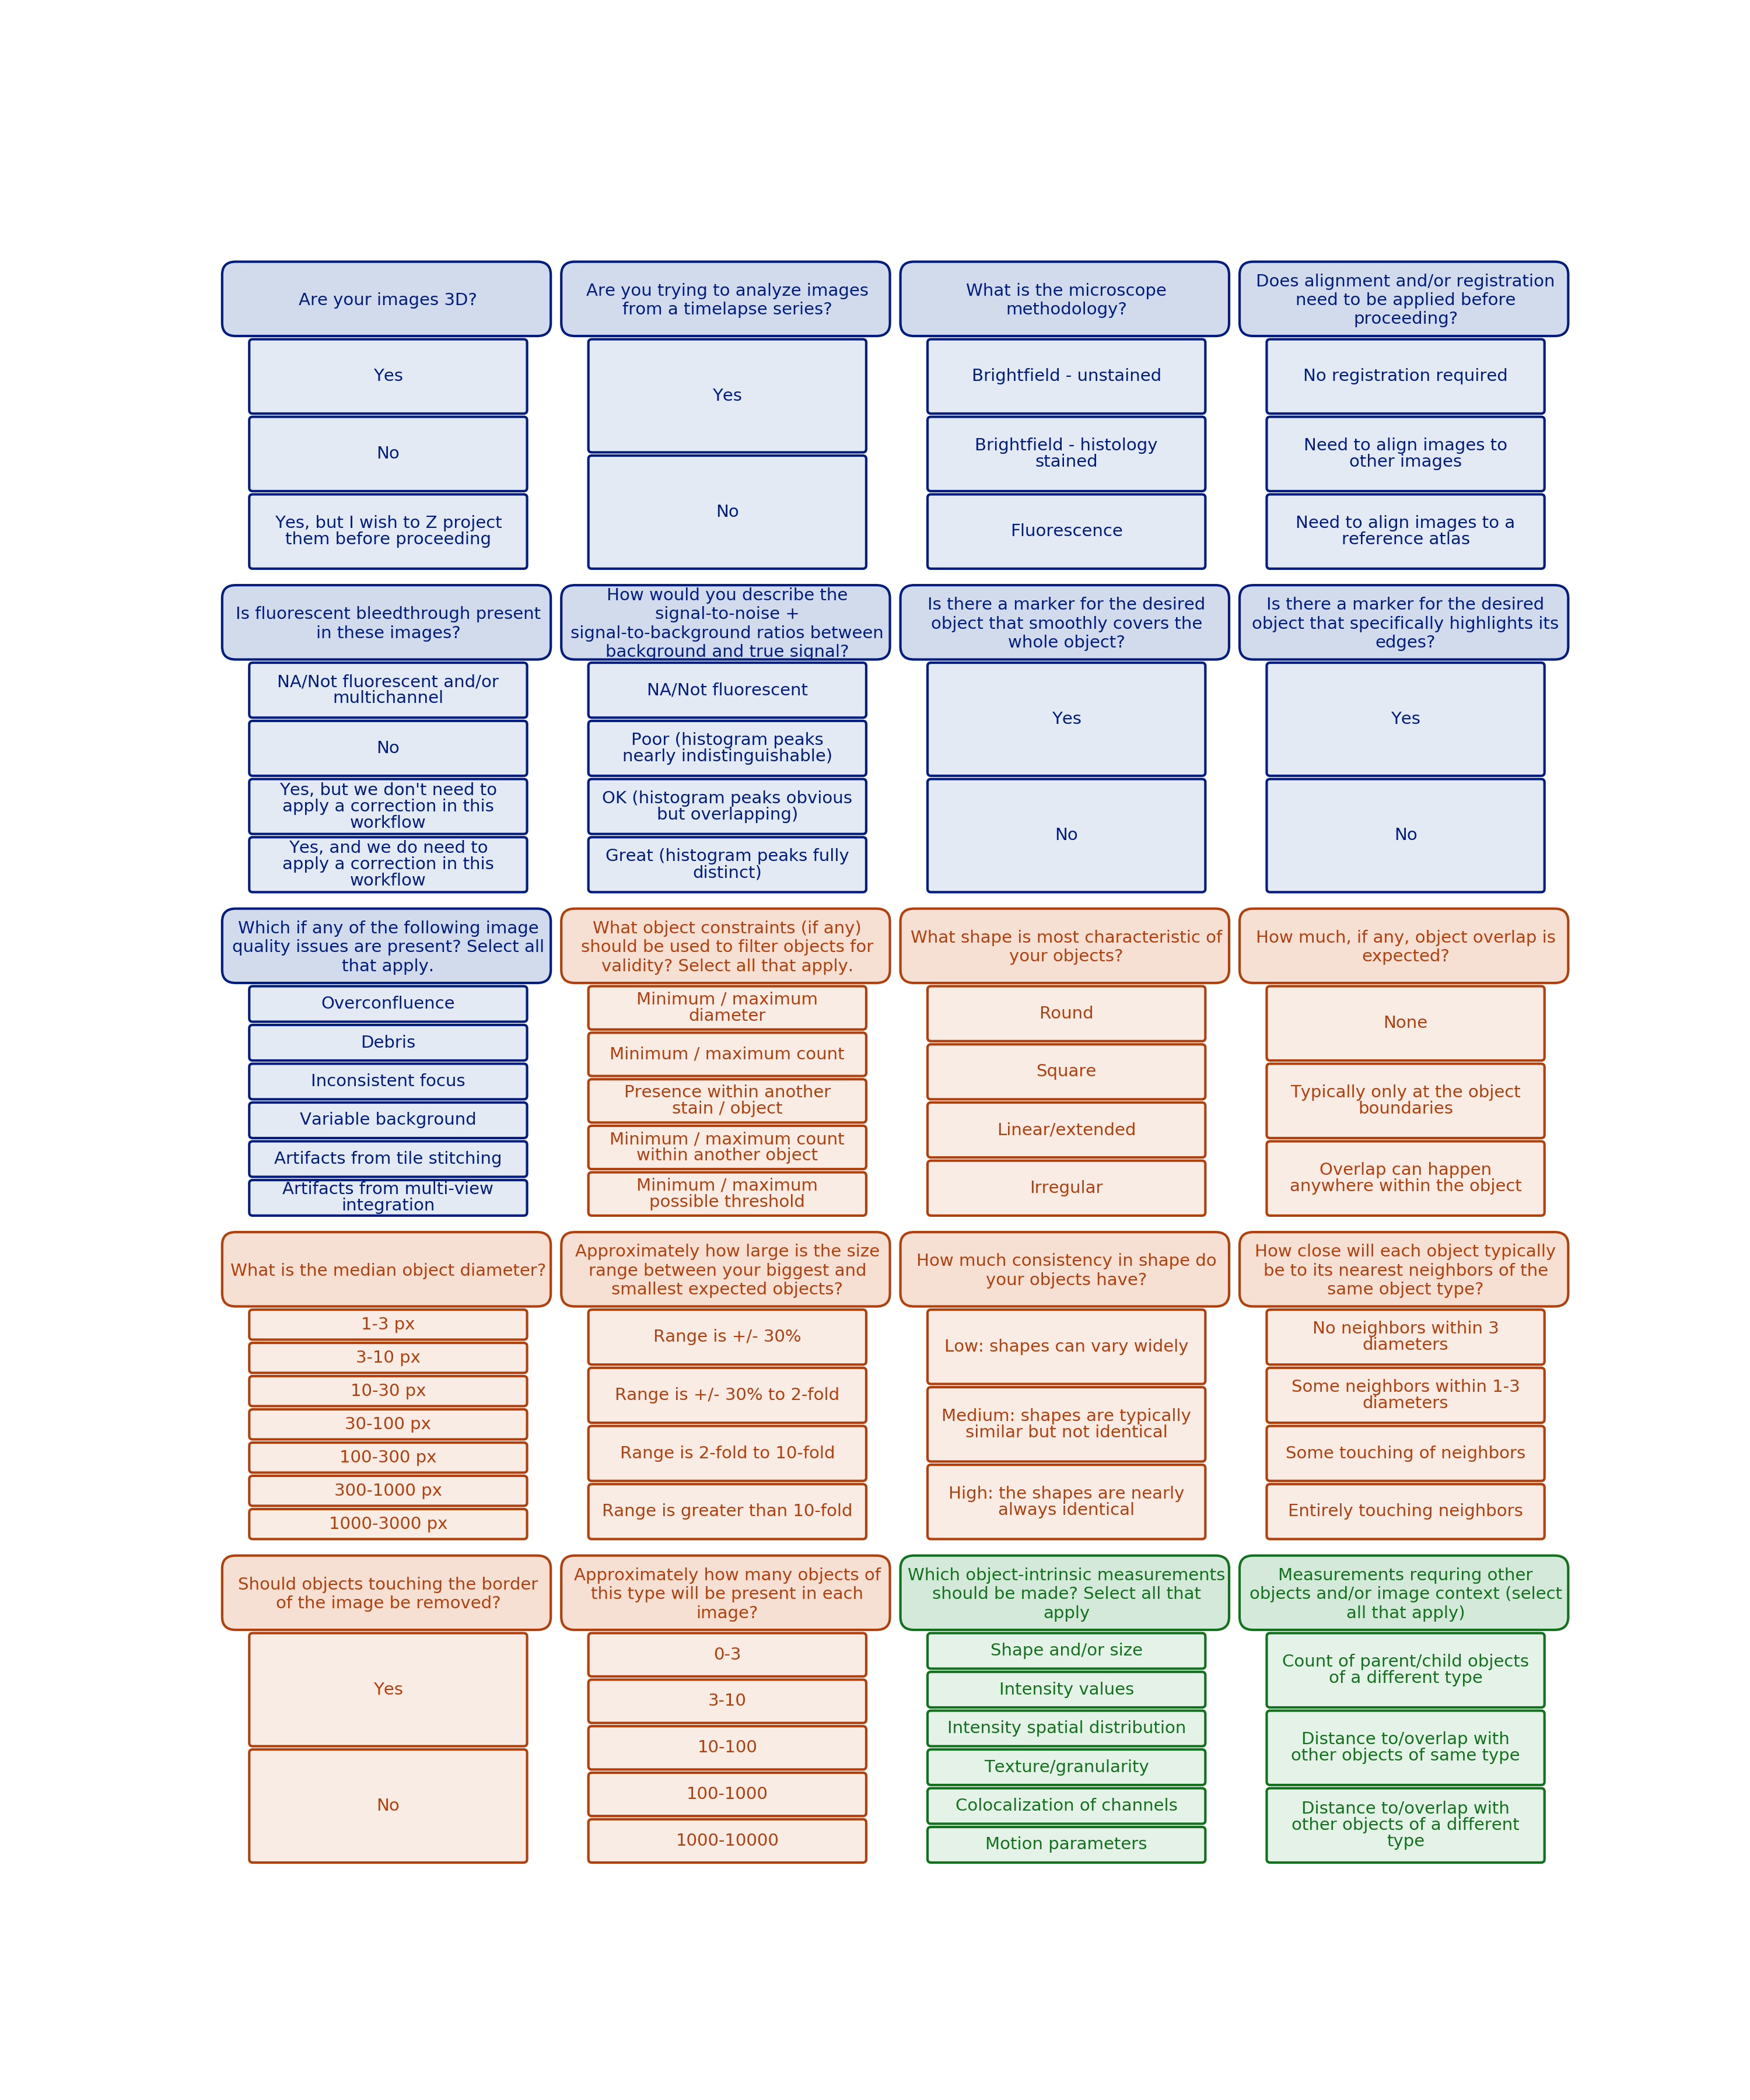 Are your images 3D?
Yes
No
Yes, but I wish to Z project
them before proceeding
Are you trying to analyze images
from a timelapse series?
Yes
No
What is the microscope
methodology?
Brightfield - unstained
Brightfield - histology
stained
Fluorescence
Does alignment and/or registration
need to be applied before
proceeding?
No registration required
Need to align images to
other images
Need to align images to a
reference atlas
Is fluorescent bleedthrough present
in these images?
NA/Not fluorescent and/or
multichannel
No
Yes, but we don't need to
apply a correction in this
workflow
Yes, and we do need to
apply a correction in this
workflow
How would you describe the
signal-to-noise +
signal-to-background ratios between
background and true signal?
NA/Not fluorescent
Poor (histogram peaks
nearly indistinguishable)
OK (histogram peaks obvious
but overlapping)
Great (histogram peaks fully
distinct)
Is there a marker for the desired
object that smoothly covers the
whole object?
Yes
No
Is there a marker for the desired
object that specifically highlights its
edges?
Yes
No
Which if any of the following image
quality issues are present? Select all
that apply.
Overconfluence
Debris
Inconsistent focus
Variable background
Artifacts from tile stitching
Artifacts from multi-view
integration
What object constraints (if any)
should be used to filter objects for
validity? Select all that apply.
Minimum / maximum
diameter
Minimum / maximum count
Presence within another
stain / object
Minimum / maximum count
within another object
Minimum / maximum
possible threshold
What shape is most characteristic of
your objects?
Round
Square
Linear/extended
Irregular
How much, if any, object overlap is
expected?
None
Typically only at the object
boundaries
Overlap can happen
anywhere within the object
What is the median object diameter?
1-3 px
3-10 px
10-30 px
30-100 px
100-300 px
300-1000 px
1000-3000 px
Approximately how large is the size
range between your biggest and
smallest expected objects?
Range is +/- 30%
Range is +/- 30% to 2-fold
Range is 2-fold to 10-fold
Range is greater than 10-fold
How much consistency in shape do
your objects have?
Low: shapes can vary widely
Medium: shapes are typically
similar but not identical
High: the shapes are nearly
always identical
How close will each object typically
be to its nearest neighbors of the
same object type?
No neighbors within 3
diameters
Some neighbors within 1-3
diameters
Some touching of neighbors
Entirely touching neighbors
Should objects touching the border
of the image be removed?
Yes
No
Approximately how many objects of
this type will be present in each
image?
0-3
3-10
10-100
100-1000
1000-10000
Which object-intrinsic measurements
should be made? Select all that
apply
Shape and/or size
Intensity values
Intensity spatial distribution
Texture/granularity
Colocalization of channels
Motion parameters
Measurements requring other
objects and/or image context (select
all that apply)
Count of parent/child objects
of a different type
Distance to/overlap with
other objects of same type
Distance to/overlap with
other objects of a different
type